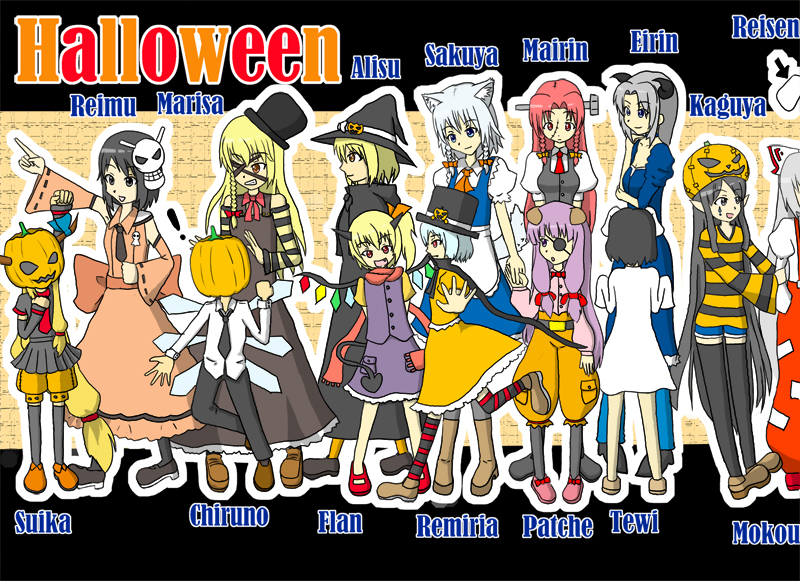 Halloween
Reimu
Marisa
Alisu
Sakuya
Mairin
Eirin
Kaguya
Reisen
Suika
!
Chiruno
Flan
Remiria
Patche
Tewi
Mokou